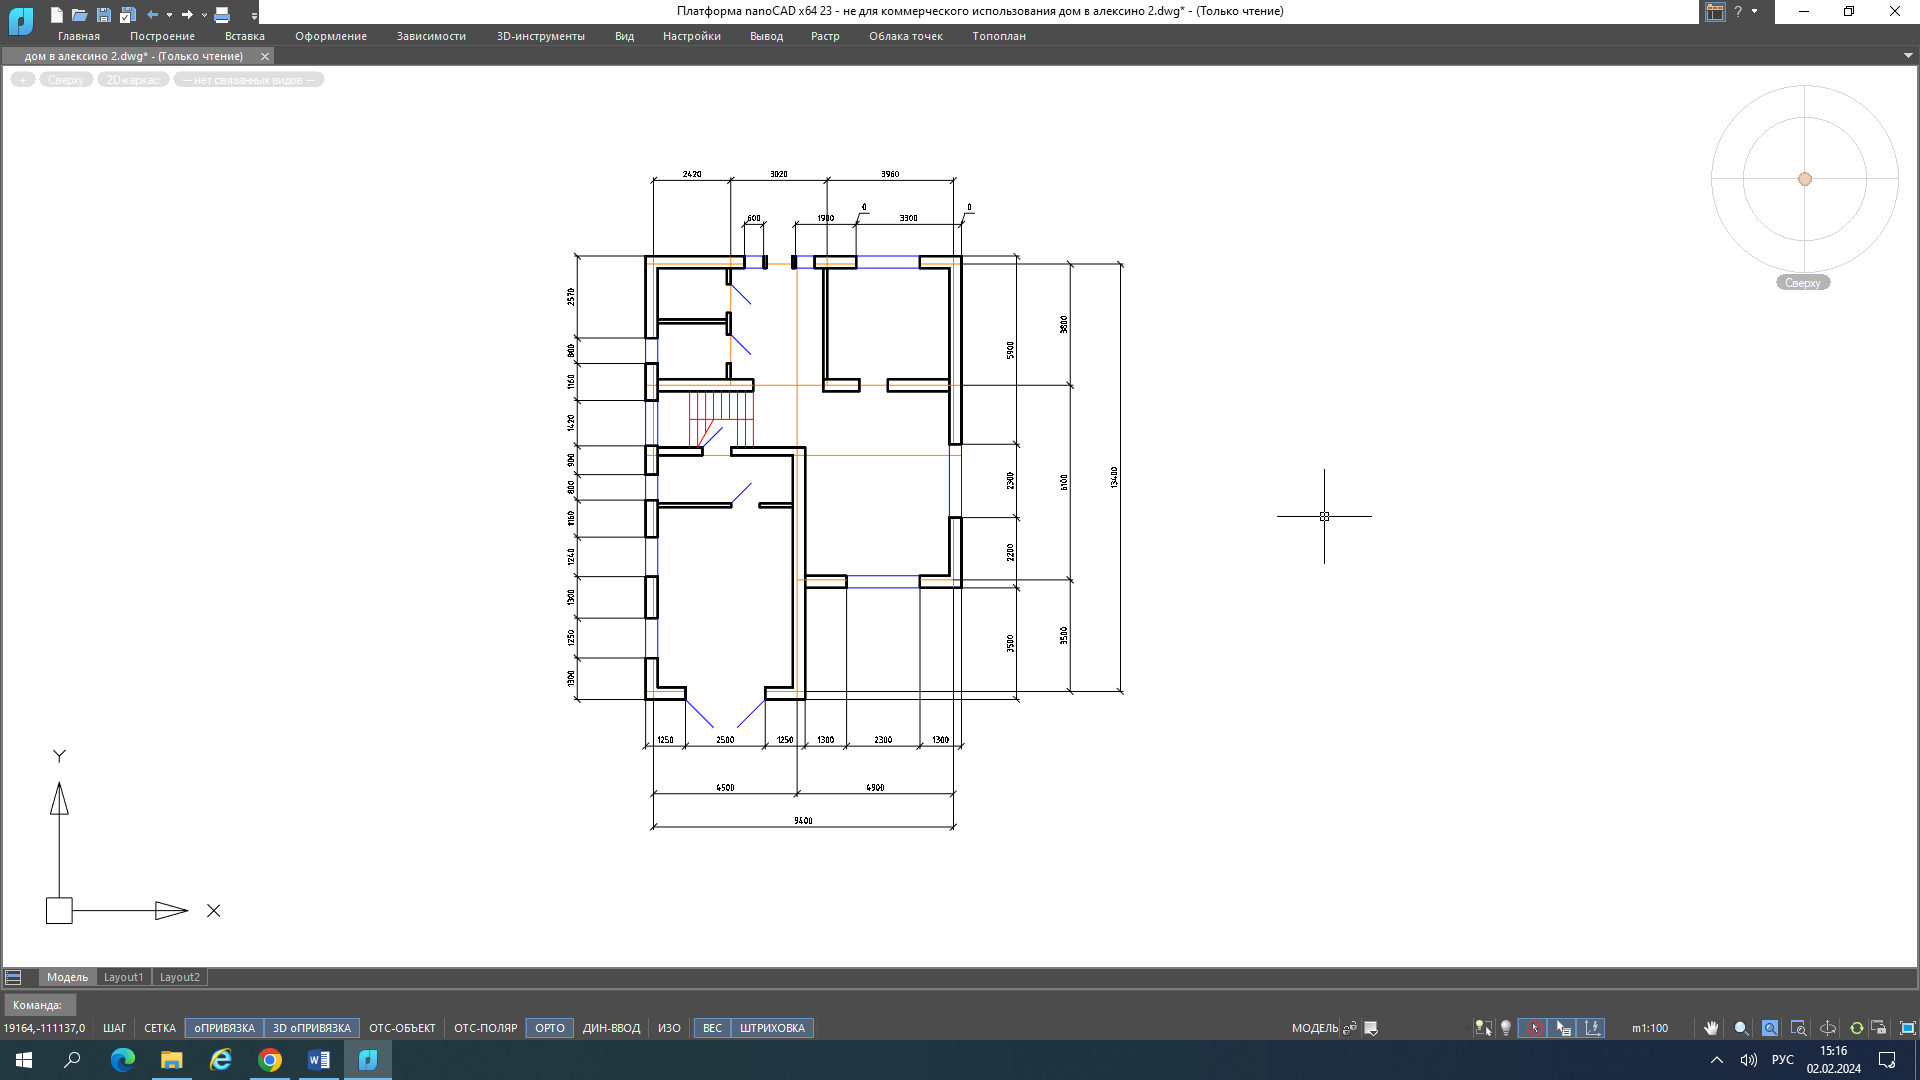 Платформа nanoCAD x64 23 - не для коммерческого использования дом в алексино 2.dwg* - (Только чтение)
?
Главная Построение Вставка Оформление Зависимости 3D-инструменты Вид Настройки Вывод Растр Облака точек Топоплан
дом в алексино 2.dwg* - (Только чтение)
+ Сверху 2D-каркас — нет связанных видов —
2420 3020 3960
0 0
600 1900 3300
Сверху
2570
3800
5900
800
1160
1420
900
800
2300
6100
13400
1160
1240
2200
1300
1250
3500
3500
1300
1250 2500 1250 1300 2300 1300
4500 4900
9400
Y
X
Модель Layout1 Layout2
Команда:
19164,-111137,0 ШАГ СЕТКА оПРИВЯЗКА 3D оПРИВЯЗКА ОТС-ОБЪЕКТ ОТС-ПОЛЯР ОРТО ДИН-ВВОД ИЗО ВЕС ШТРИХОВКА МОДЕЛЬ m1:100
РУС
15:16
02.02.2024